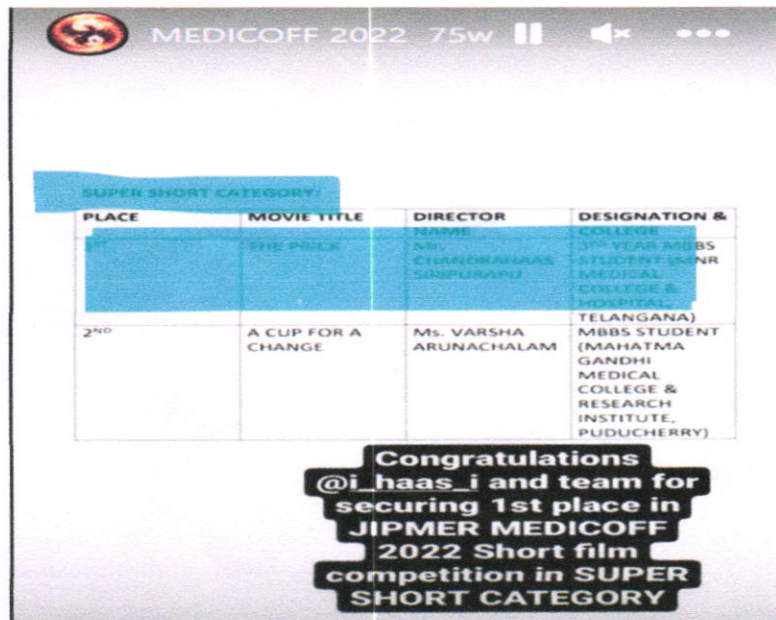 MEDICOFF 2022 75w
SUPER SHORT CATEGORY:
PLACE
MOVIE TITLE
DIRECTOR
NAME
DESIGNATION &
COLLEGE
1ST
THE
Mr.
CHANDRAHAAS
SIRIPURAPU
3RD YEAR MBBS
STUDENT (MNR
MEDICAL
COLLEGE &
HOSPITAL,
TELANGANA)
2ND
A CUP FOR A
CHANGE
Ms. VARSHA
ARUNACHALAM
MBBS STUDENT
(MAHATMA
GANDHI
MEDICAL
COLLEGE &
RESEARCH
INSTITUTE,
PUDUCHERRY)
Congratulations
@i_haas_i and team for
securing 1st place in
JIPMER MEDICOFF
2022 Short film
competition in SUPER
SHORT CATEGORY